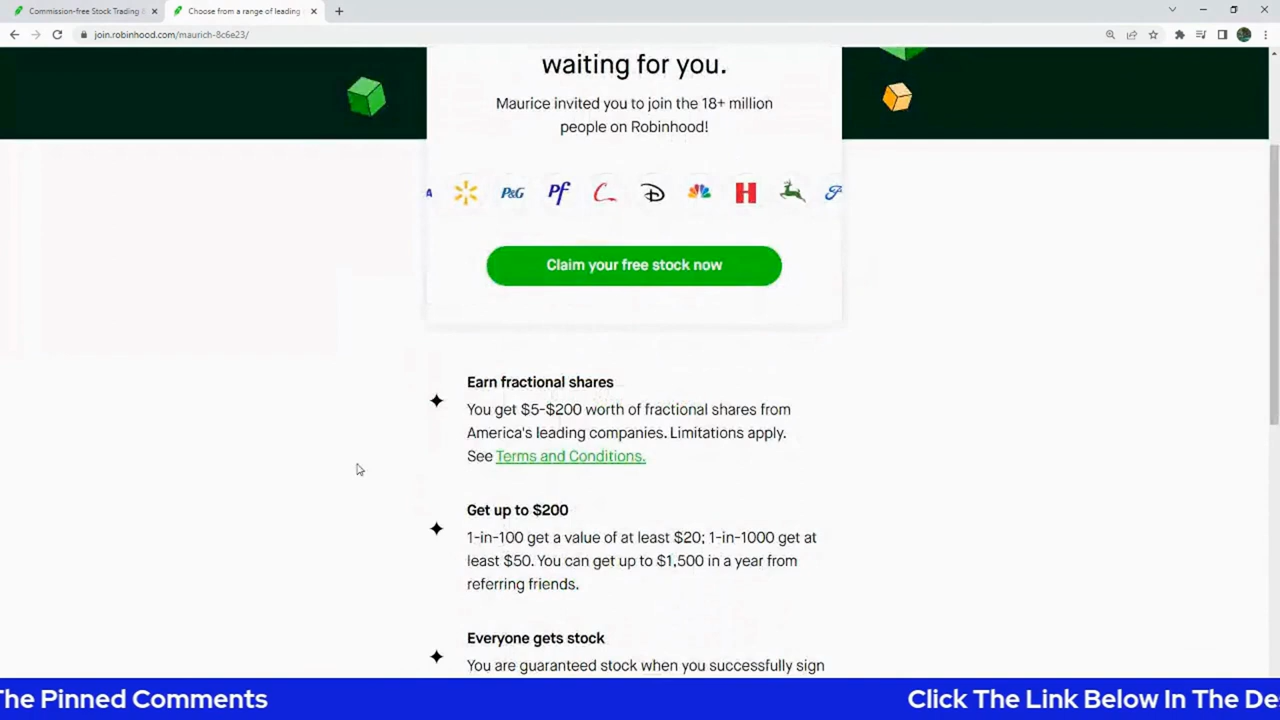 Commission-free Stock Trading
Choose from a range of leading
join.robinhood.com/maurich-8c6e23/
waiting for you.
Maurice invited you to join the 18+ million
people on Robinhood!
A P&G Pf D H
Claim your free stock now
Earn fractional shares
You get $5-$200 worth of fractional shares from
America's leading companies. Limitations apply.
See Terms and Conditions.
Get up to $200
1-in-100 get a value of at least $20; 1-in-1000 get at
least $50. You can get up to $1,500 in a year from
referring friends.
Everyone gets stock
You are guaranteed stock when you successfully sign
The Pinned Comments Click The Link Below In The De